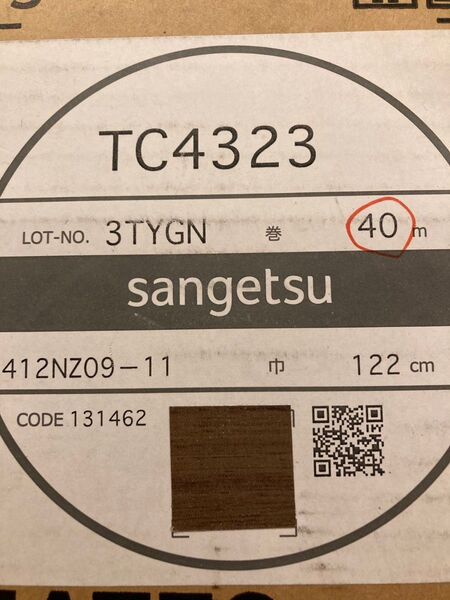 TC4323
LOT-NO. 3TYGN 巻 40 m
sangetsu
412NZ09-11 巾 122 cm
CODE 131462